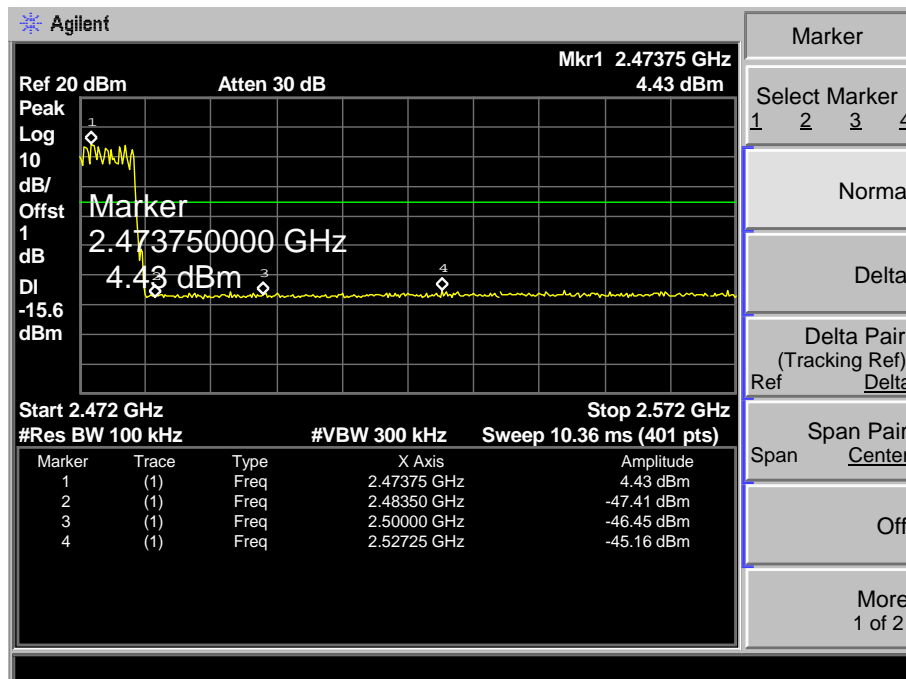 Agilent
Marker
Mkr1 2.47375 GHz
Ref 20 dBm Atten 30 dB 4.43 dBm
Peak
Log
10
dB/
Offst
1
dB
DI
-15.6
dBm
1
Marker
2.473750000 GHz
4.43 dBm
3
4
Start 2.472 GHz Stop 2.572 GHz
#Res BW 100 kHz #VBW 300 kHz Sweep 10.36 ms (401 pts)
Marker Trace Type X Axis Amplitude
1 (1) Freq 2.47375 GHz 4.43 dBm
2 (1) Freq 2.48350 GHz -47.41 dBm
3 (1) Freq 2.50000 GHz -46.45 dBm
4 (1) Freq 2.52725 GHz -45.16 dBm
Select Marker
1 2 3 4
Norma
Delta
Delta Pair
(Tracking Ref)
Ref Delta
Span Pair
Span Center
Off
More
1 of 2